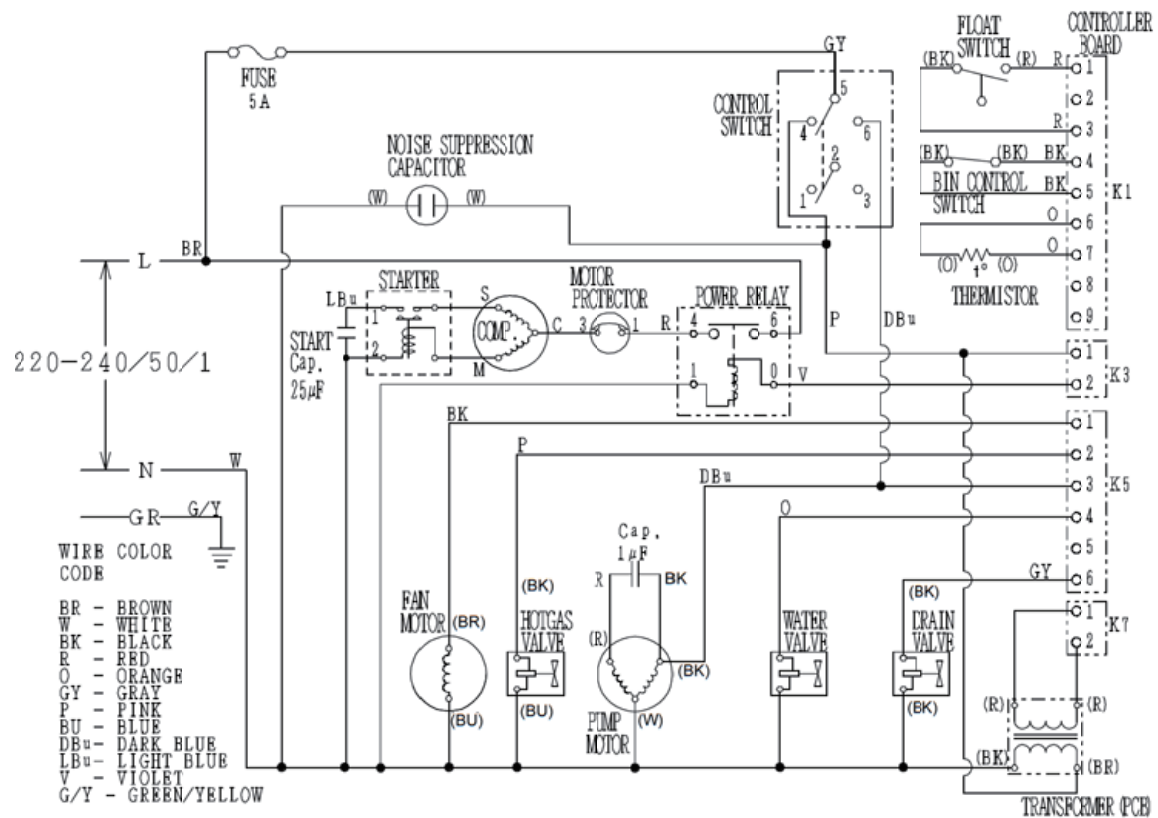 FUSE
5A
GY
FLOAT
SWITCH
CONTROLLER
BOARD
(BK)
(R)
R
1
2
R
3
(BK)
(BK)
BK
4
BIN CONTROL
SWITCH
BK
5
K1
O
6
O
7
(O)
1°
(O)
THERMISTOR
8
9
CONTROL
SWITCH
5
4
6
2
1
3
NOISE SUPPRESSION
CAPACITOR
(W)
(W)
L
BR
220-240/50/1
N
W
GR
G/Y
LBu
STARTER
1
2
START
Cap.
25µF
S
COMP.
M
C
MOTOR
PROTECTOR
3
1
R
POWER RELAY
4
6
1
0
V
P
DBu
1
2
K3
BK
1
P
2
DBu
3
K5
O
4
5
GY
6
1
K7
2
WIRE COLOR
CODE
BR - BROWN
W - WHITE
BK - BLACK
R - RED
O - ORANGE
GY - GRAY
P - PINK
BU - BLUE
DBu- DARK BLUE
LBu- LIGHT BLUE
V - VIOLET
G/Y - GREEN/YELLOW
FAN
MOTOR
(BR)
(BU)
(BK)
HOTGAS
VALVE
(BU)
Cap.
1µF
R
BK
(R)
(BK)
PUMP
MOTOR
(W)
WATER
VALVE
(BK)
DRAIN
VALVE
(BK)
(R)
(R)
(BK)
(BR)
TRANSFORMER (PCB)